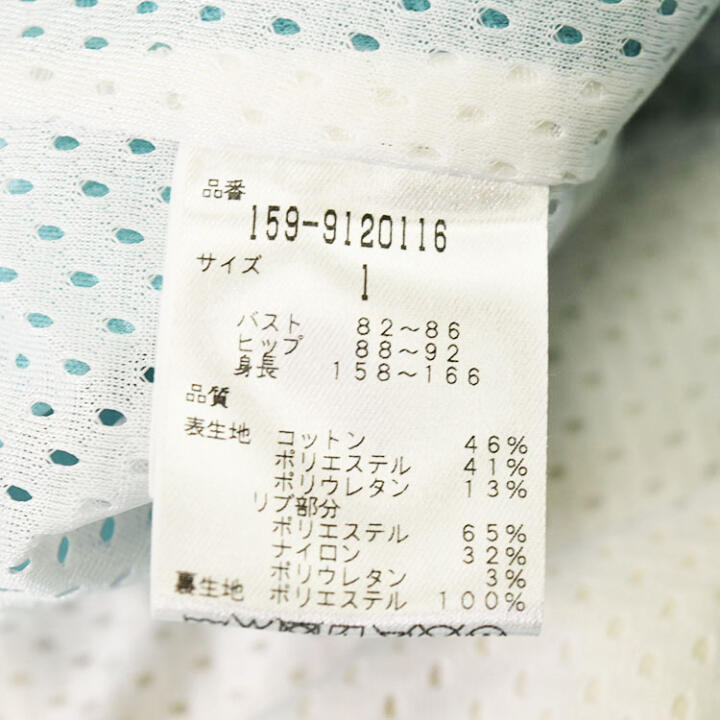 品番
159-9120116
サイズ
1
バスト 82～86
ヒップ 88～92
身長 158～166
品質
表生地 コットン 46%
ポリエステル 41%
ポリウレタン 13%
リブ部分
ポリエステル 65%
ナイロン 32%
ポリウレタン 3%
裏生地 ポリエステル 100%